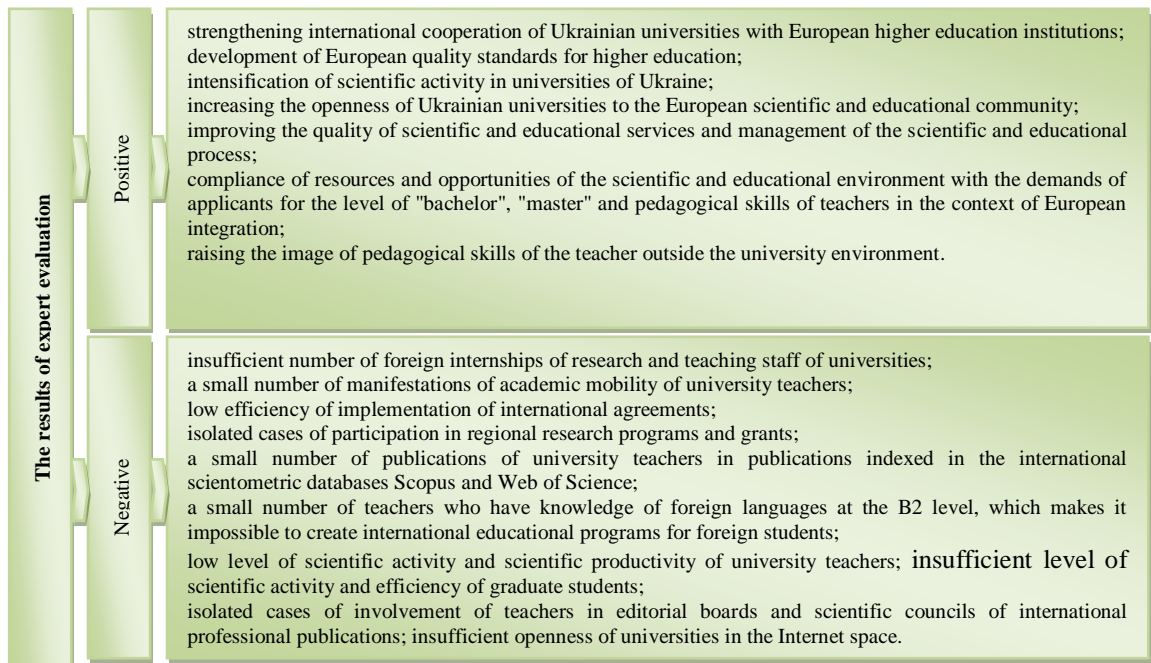 The results of expert evaluation
Positive
strengthening international cooperation of Ukrainian universities with European higher education institutions;
development of European quality standards for higher education;
intensification of scientific activity in universities of Ukraine;
increasing the openness of Ukrainian universities to the European scientific and educational community;
improving the quality of scientific and educational services and management of the scientific and educational
process;
compliance of resources and opportunities of the scientific and educational environment with the demands of
applicants for the level of "bachelor", "master" and pedagogical skills of teachers in the context of European
integration;
raising the image of pedagogical skills of the teacher outside the university environment.
Negative
insufficient number of foreign internships of research and teaching staff of universities;
a small number of manifestations of academic mobility of university teachers;
low efficiency of implementation of international agreements;
isolated cases of participation in regional research programs and grants;
a small number of publications of university teachers in publications indexed in the international
scientometric databases Scopus and Web of Science;
a small number of teachers who have knowledge of foreign languages at the B2 level, which makes it
impossible to create international educational programs for foreign students;
low level of scientific activity and scientific productivity of university teachers; insufficient level of
scientific activity and efficiency of graduate students;
isolated cases of involvement of teachers in editorial boards and scientific councils of international
professional publications; insufficient openness of universities in the Internet space.